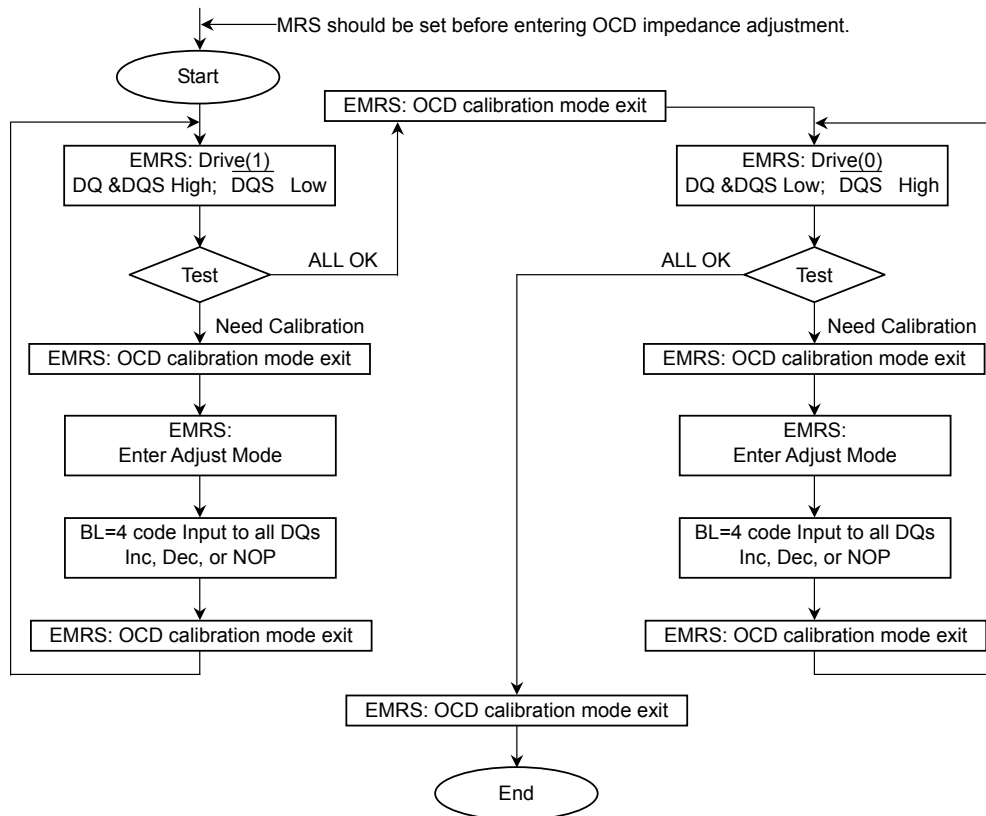 MRS should be set before entering OCD impedance adjustment.
Start
EMRS: OCD calibration mode exit
EMRS: Drive(1)
DQ &DQS High; D̅Q̅S̅ Low
Test
ALL OK
Need Calibration
EMRS: OCD calibration mode exit
EMRS:
Enter Adjust Mode
BL=4 code Input to all DQs
Inc, Dec, or NOP
EMRS: OCD calibration mode exit
EMRS: Drive(0)
DQ &DQS Low; D̅Q̅S̅ High
Test
ALL OK
Need Calibration
EMRS: OCD calibration mode exit
EMRS:
Enter Adjust Mode
BL=4 code Input to all DQs
Inc, Dec, or NOP
EMRS: OCD calibration mode exit
EMRS: OCD calibration mode exit
End